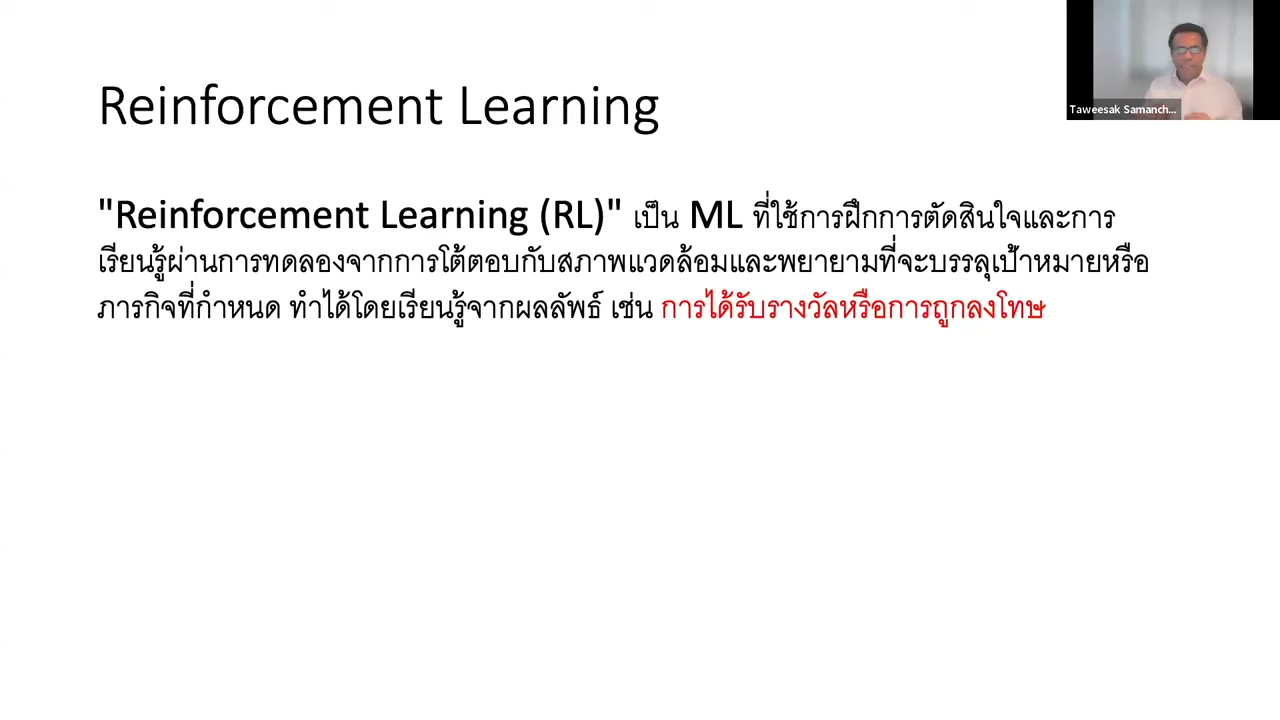 Reinforcement Learning
Taweesak Samanch...
"Reinforcement Learning (RL)" เป็น ML ที่ใช้การฝึกการตัดสินใจและการ
เรียนรู้ผ่านการทดลองจากการโต้ตอบกับสภาพแวดล้อมและพยายามที่จะบรรลุเป้าหมายหรือ
ภารกิจที่กำหนด ทำได้โดยเรียนรู้จากผลลัพธ์ เช่น การได้รับรางวัลหรือการถูกลงโทษ